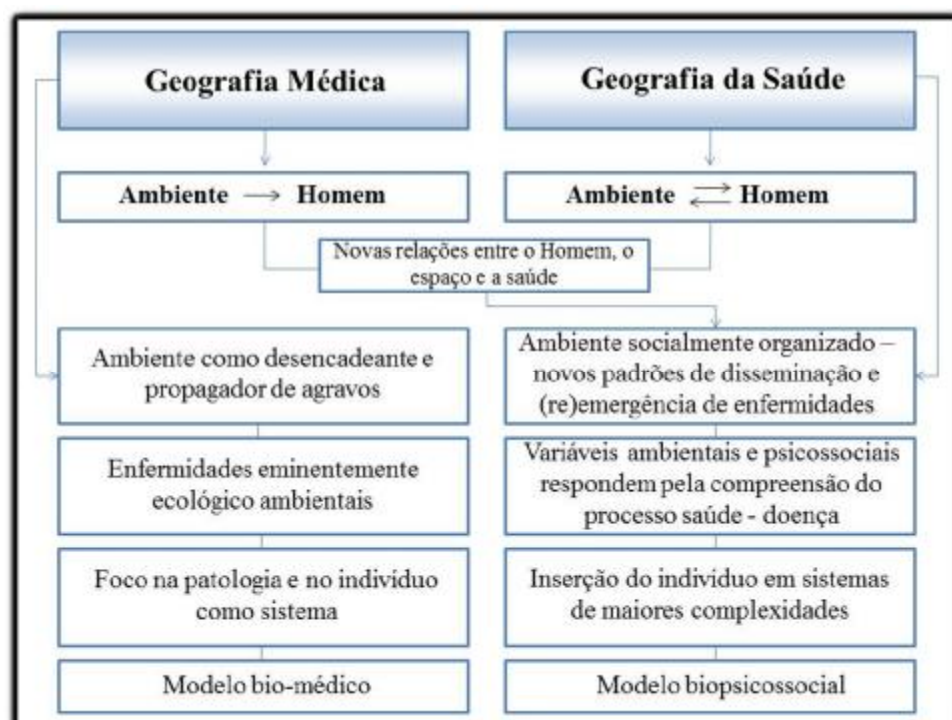 Geografia Médica
Geografia da Saúde
Ambiente → Homem
Ambiente ⇄ Homem
Novas relações entre o Homem, o
espaço e a saúde
Ambiente como desencadeante e
propagador de agravos
Ambiente socialmente organizado –
novos padrões de disseminação e
(re)emergência de enfermidades
Enfermidades eminentemente
ecológico ambientais
Variáveis ambientais e psicossociais
respondem pela compreensão do
processo saúde - doença
Foco na patologia e no indivíduo
como sistema
Inserção do indivíduo em sistemas
de maiores complexidades
Modelo bio-médico
Modelo biopsicossocial